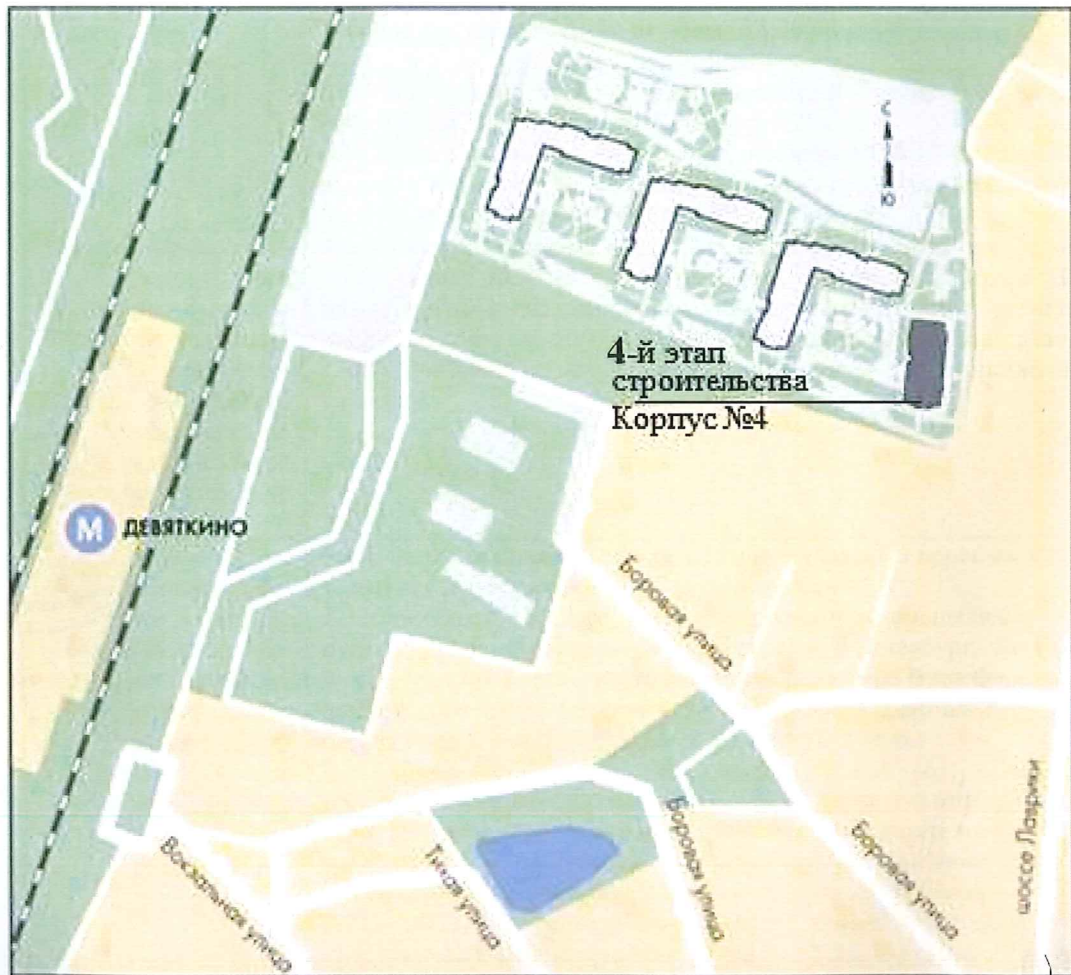 С
Ю
4-й этап
строительства
Корпус №4
М ДЕВЯТКИНО
Боровая улица
Боровая улица
Боровая улица
шоссе Лаврики
Вокзальная улица
Тихая улица